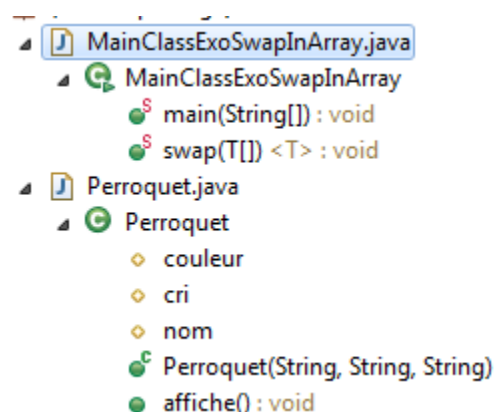 MainClassExoSwapInArray.java
MainClassExoSwapInArray
main(String[]) : void
swap(T[]) <T> : void
Perroquet.java
Perroquet
couleur
cri
nom
Perroquet(String, String, String)
affiche() : void